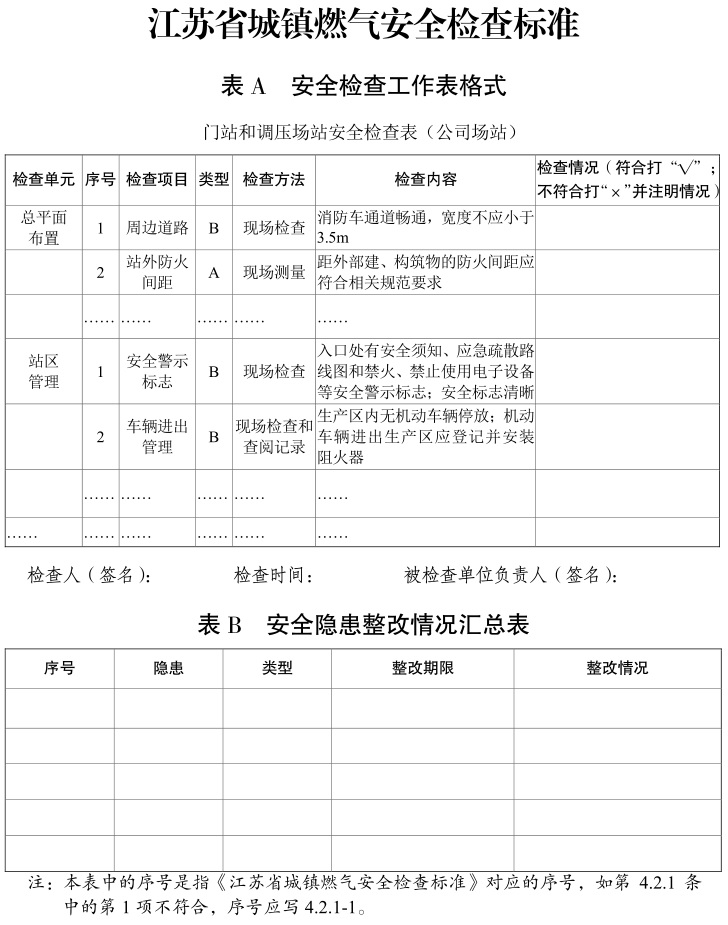 江苏省城镇燃气安全检查标准
表 A 安全检查工作表格式
门站和调压场站安全检查表（公司场站）
检查单元 序号 检查项目 类型 检查方法 检查内容 检查情况（符合打“√”；
不符合打“×”并注明情况）
总平面
布置 1 周边道路 B 现场检查 消防车通道畅通，宽度不应小于
3.5m
2 站外防火
间距 A 现场测量 距外部建、构筑物的防火间距应
符合相关规范要求
…… …… …… …… ……
站区
管理 1 安全警示
标志 B 现场检查 入口处有安全须知、应急疏散路
线图和禁火、禁止使用电子设备
等安全警示标志；安全标志清晰
2 车辆进出
管理 B 现场检查和
查阅记录 生产区内无机动车辆停放；机动
车辆进出生产区应登记并安装
阻火器
…… …… …… …… ……
…… …… …… …… …… ……
检查人（签名）： 检查时间： 被检查单位负责人（签名）：
表 B 安全隐患整改情况汇总表
序号 隐患 类型 整改期限 整改情况
注：本表中的序号是指《江苏省城镇燃气安全检查标准》对应的序号，如第 4.2.1 条
中的第 1 项不符合，序号应写 4.2.1-1。